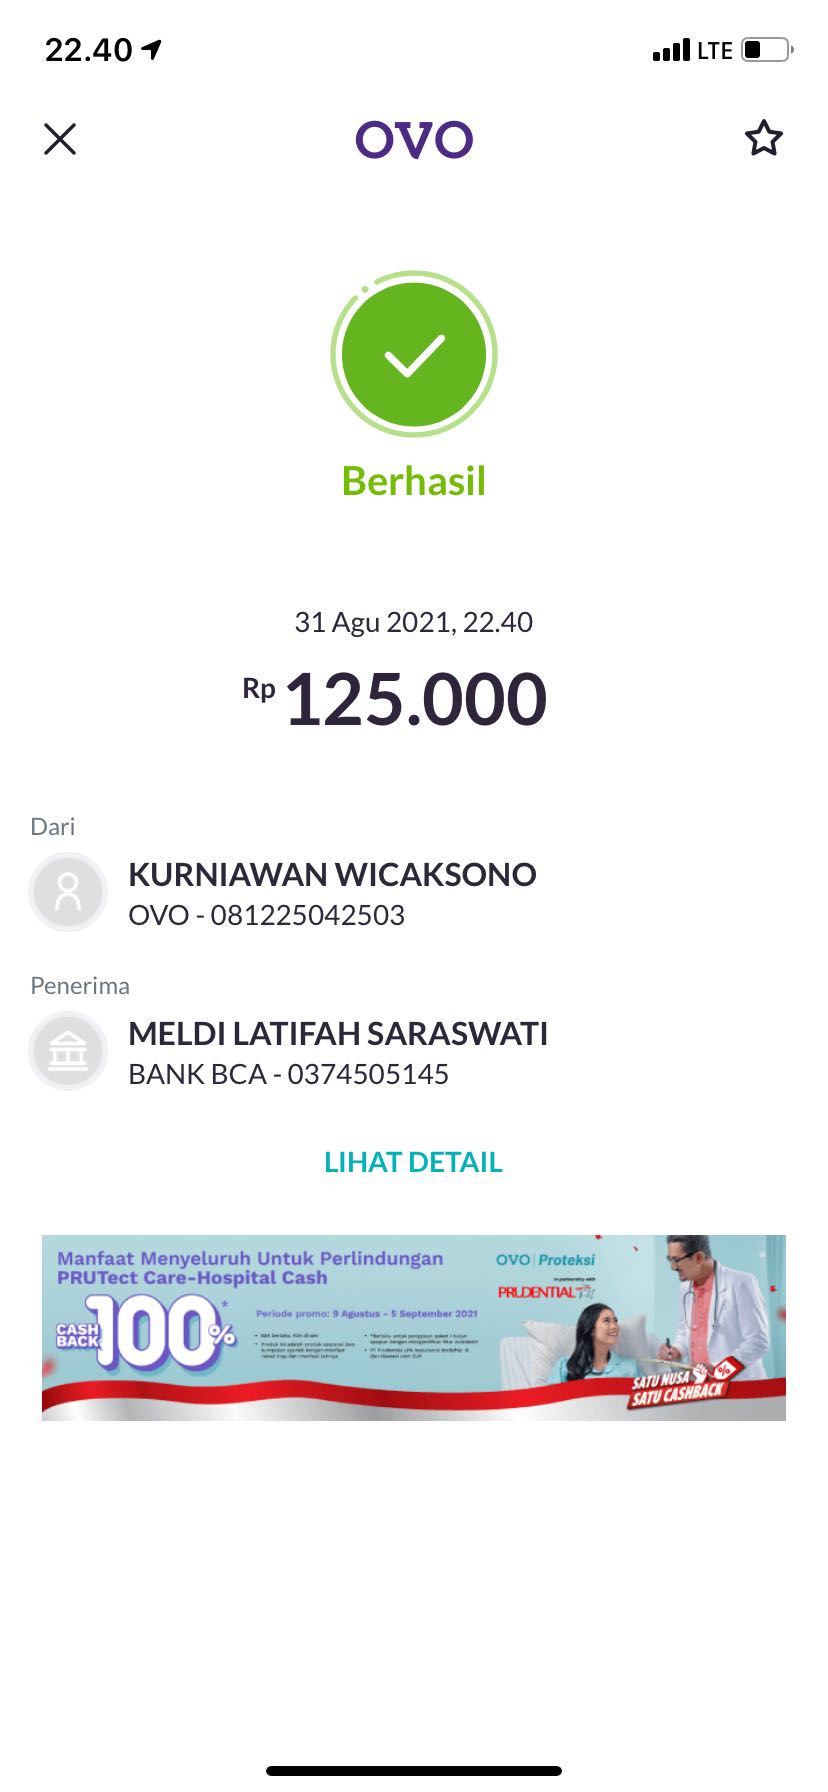 22.40
LTE
OVO
Berhasil
31 Agu 2021, 22.40
Rp 125.000
Dari
KURNIAWAN WICAKSONO
OVO - 081225042503
Penerima
MELDI LATIFAH SARASWATI
BANK BCA - 0374505145
LIHAT DETAIL
Manfaat Menyeluruh Untuk Perlindungan
PRUTect Care-Hospital Cash
CASH
BACK
100%*
Periode promo: 9 Agustus - 5 September 2021
OVO | Proteksi
in partnership with
PRUDENTIAL
SATU NUSA
SATU CASHBACK